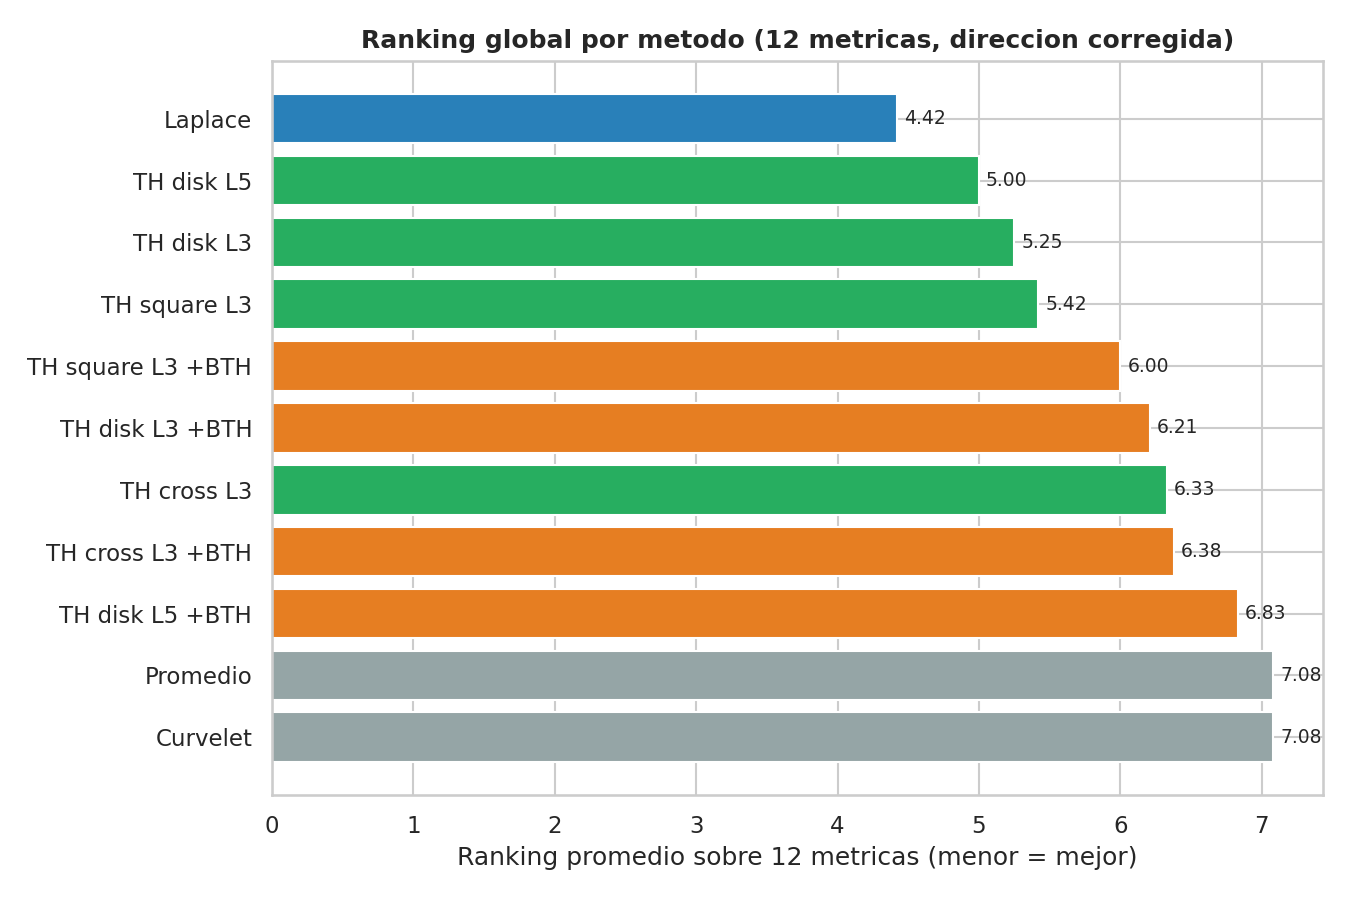 Ranking global por metodo (12 metricas, direccion corregida)
Laplace 4.42
TH disk L5 5.00
TH disk L3 5.25
TH square L3 5.42
TH square L3 +BTH 6.00
TH disk L3 +BTH 6.21
TH cross L3 6.33
TH cross L3 +BTH 6.38
TH disk L5 +BTH 6.83
Promedio 7.08
Curvelet 7.08
0 1 2 3 4 5 6 7
Ranking promedio sobre 12 metricas (menor = mejor)